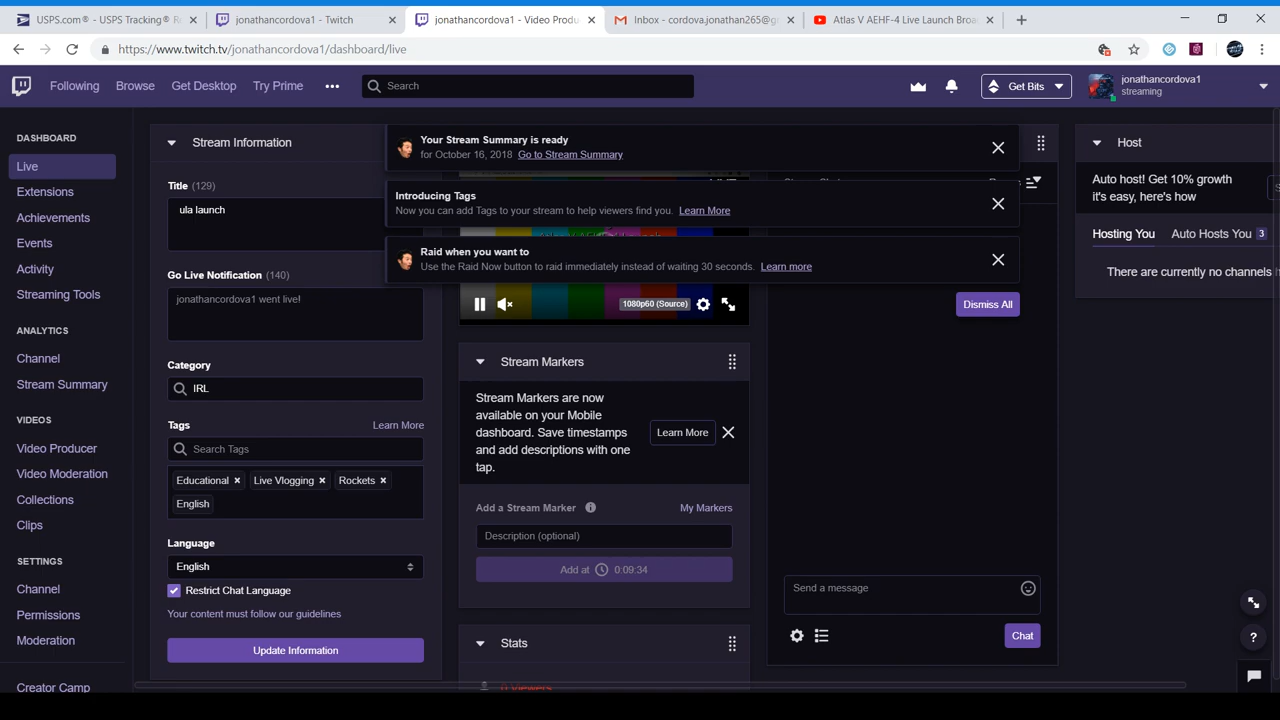 USPS.com® - USPS Tracking® R
jonathancordova1 - Twitch
jonathancordova1 - Video Produ
Inbox - cordova.jonathan265@g
Atlas V AEHF-4 Live Launch Broa
https://www.twitch.tv/jonathancordova1/dashboard/live
Following
Browse
Get Desktop
Try Prime
Search
Get Bits
jonathancordova1
streaming
DASHBOARD
Live
Extensions
Achievements
Events
Activity
Streaming Tools
ANALYTICS
Channel
Stream Summary
VIDEOS
Video Producer
Video Moderation
Collections
Clips
SETTINGS
Channel
Permissions
Moderation
Creator Camp
Stream Information
Title (129)
ula launch
Go Live Notification (140)
jonathancordova1 went live!
Category
IRL
Tags
Learn More
Search Tags
Educational × Live Vlogging × Rockets ×
English
Language
English
Restrict Chat Language
Your content must follow our guidelines
Update Information
Your Stream Summary is ready
for October 16, 2018 Go to Stream Summary
Introducing Tags
Now you can add Tags to your stream to help viewers find you. Learn More
Raid when you want to
Use the Raid Now button to raid immediately instead of waiting 30 seconds. Learn more
Dismiss All
1080p60 (Source)
Stream Markers
Stream Markers are now
available on your Mobile
dashboard. Save timestamps
and add descriptions with one
tap.
Learn More
Add a Stream Marker
My Markers
Description (optional)
Add at 0:09:34
Stats
0 Viewers
Send a message
Chat
Host
Auto host! Get 10% growth
it's easy, here's how
Hosting You
Auto Hosts You 3
There are currently no channels